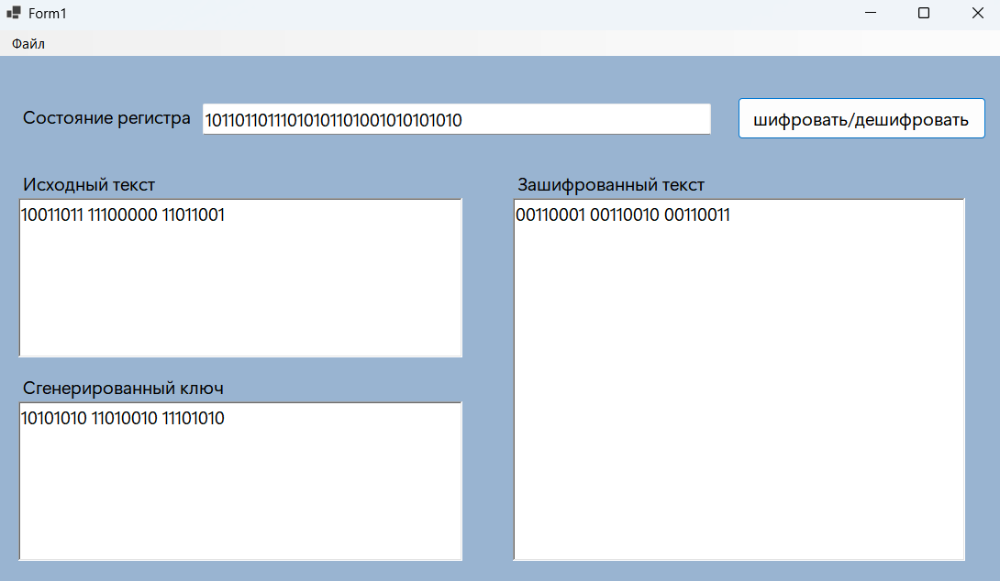 Form1
Файл
Состояние регистра 10110110111010101101001010101010 шифровать/дешифровать
Исходный текст
10011011 11100000 11011001
Зашифрованный текст
00110001 00110010 00110011
Сгенерированный ключ
10101010 11010010 11101010